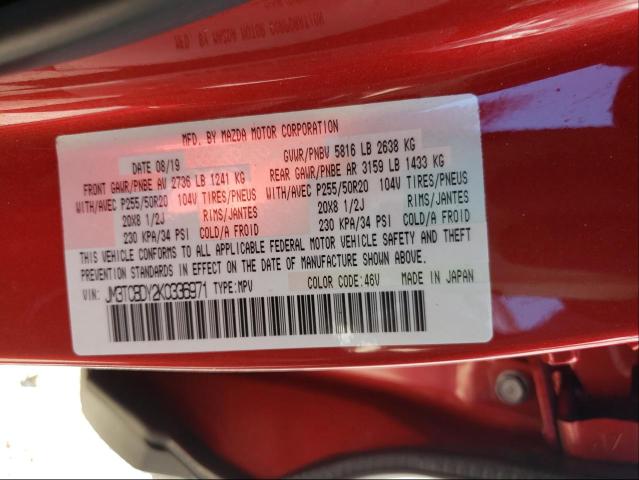 MFD. BY MAZDA MOTOR CORPORATION
DATE 08/19 GVWR/PNBV 5816 LB 2638 KG
FRONT GAWR/PNBE AV 2736 LB 1241 KG REAR GAWR/PNBE AR 3159 LB 1433 KG
WITH/AVEC P255/50R20 104V TIRES/PNEUS WITH/AVEC P255/50R20 104V TIRES/PNEUS
20X8 1/2J RIMS/JANTES 20X8 1/2J RIMS/JANTES
230 KPA/34 PSI COLD/A FROID 230 KPA/34 PSI COLD/A FROID
THIS VEHICLE CONFORMS TO ALL APPLICABLE FEDERAL MOTOR VEHICLE SAFETY AND THEFT
PREVENTION STANDARDS IN EFFECT ON THE DATE OF MANUFACTURE SHOWN ABOVE.
VIN: JM3TCBDY2K0336971 TYPE:MPV COLOR CODE:46V MADE IN JAPAN